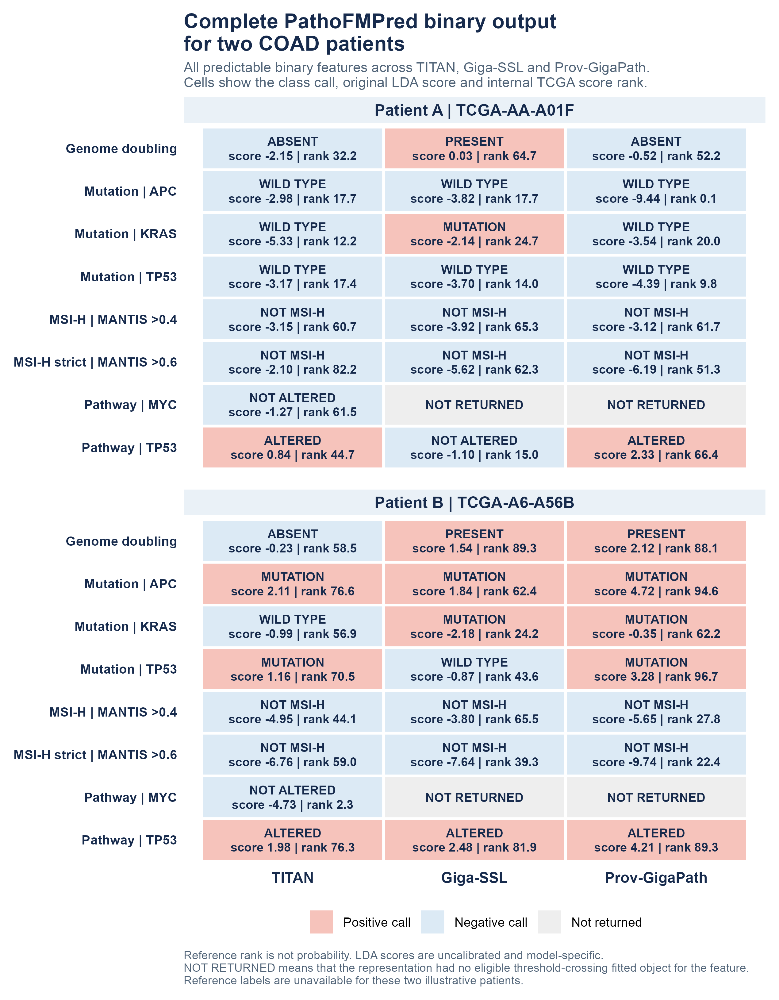 Complete PathoFMPred binary output
for two COAD patients
All predictable binary features across TITAN, Giga-SSL and Prov-GigaPath.
Cells show the class call, original LDA score and internal TCGA score rank.
Patient A | TCGA-AA-A01F
Genome doubling
ABSENT
score -2.15 | rank 32.2
PRESENT
score 0.03 | rank 64.7
ABSENT
score -0.52 | rank 52.2
Mutation | APC
WILD TYPE
score -2.98 | rank 17.7
WILD TYPE
score -3.82 | rank 17.7
WILD TYPE
score -9.44 | rank 0.1
Mutation | KRAS
WILD TYPE
score -5.33 | rank 12.2
MUTATION
score -2.14 | rank 24.7
WILD TYPE
score -3.54 | rank 20.0
Mutation | TP53
WILD TYPE
score -3.17 | rank 17.4
WILD TYPE
score -3.70 | rank 14.0
WILD TYPE
score -4.39 | rank 9.8
MSI-H | MANTIS >0.4
NOT MSI-H
score -3.15 | rank 60.7
NOT MSI-H
score -3.92 | rank 65.3
NOT MSI-H
score -3.12 | rank 61.7
MSI-H strict | MANTIS >0.6
NOT MSI-H
score -2.10 | rank 82.2
NOT MSI-H
score -5.62 | rank 62.3
NOT MSI-H
score -6.19 | rank 51.3
Pathway | MYC
NOT ALTERED
score -1.27 | rank 61.5
NOT RETURNED
NOT RETURNED
Pathway | TP53
ALTERED
score 0.84 | rank 44.7
NOT ALTERED
score -1.10 | rank 15.0
ALTERED
score 2.33 | rank 66.4
Patient B | TCGA-A6-A56B
Genome doubling
ABSENT
score -0.23 | rank 58.5
PRESENT
score 1.54 | rank 89.3
PRESENT
score 2.12 | rank 88.1
Mutation | APC
MUTATION
score 2.11 | rank 76.6
MUTATION
score 1.84 | rank 62.4
MUTATION
score 4.72 | rank 94.6
Mutation | KRAS
WILD TYPE
score -0.99 | rank 56.9
MUTATION
score -2.18 | rank 24.2
MUTATION
score -0.35 | rank 62.2
Mutation | TP53
MUTATION
score 1.16 | rank 70.5
WILD TYPE
score -0.87 | rank 43.6
MUTATION
score 3.28 | rank 96.7
MSI-H | MANTIS >0.4
NOT MSI-H
score -4.95 | rank 44.1
NOT MSI-H
score -3.80 | rank 65.5
NOT MSI-H
score -5.65 | rank 27.8
MSI-H strict | MANTIS >0.6
NOT MSI-H
score -6.76 | rank 59.0
NOT MSI-H
score -7.64 | rank 39.3
NOT MSI-H
score -9.74 | rank 22.4
Pathway | MYC
NOT ALTERED
score -4.73 | rank 2.3
NOT RETURNED
NOT RETURNED
Pathway | TP53
ALTERED
score 1.98 | rank 76.3
ALTERED
score 2.48 | rank 81.9
ALTERED
score 4.21 | rank 89.3
TITAN
Giga-SSL
Prov-GigaPath
Positive call
Negative call
Not returned
Reference rank is not probability. LDA scores are uncalibrated and model-specific.
NOT RETURNED means that the representation had no eligible threshold-crossing fitted object for the feature.
Reference labels are unavailable for these two illustrative patients.